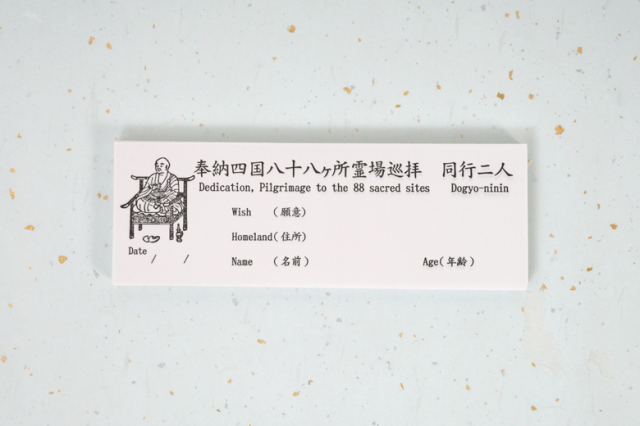 奉納四国八十八ヶ所霊場巡拝　同行二人
Dedication, Pilgrimage to the 88 sacred sites　Dogyo-ninin
Wish （願意）
Homeland（住所）
Date
/ /
Name （名前）　Age（年齢）